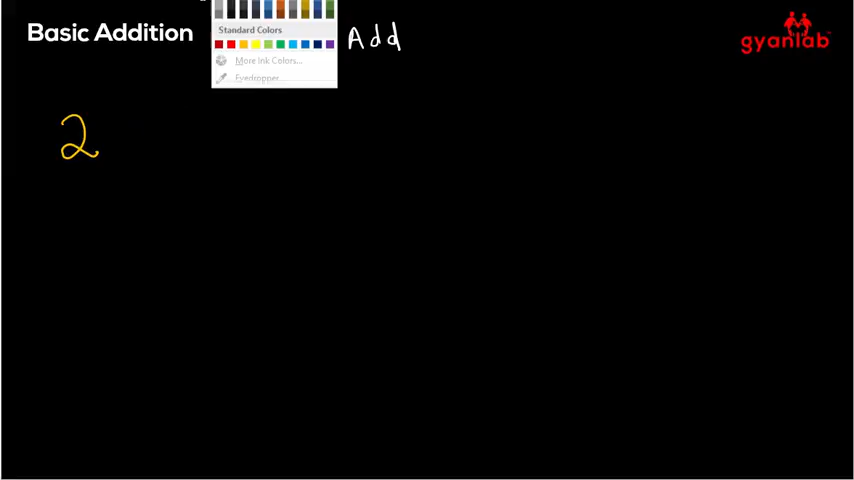 Basic Addition
Standard Colors
More Ink Colors...
Eyedropper...
Add
gyanlab
2